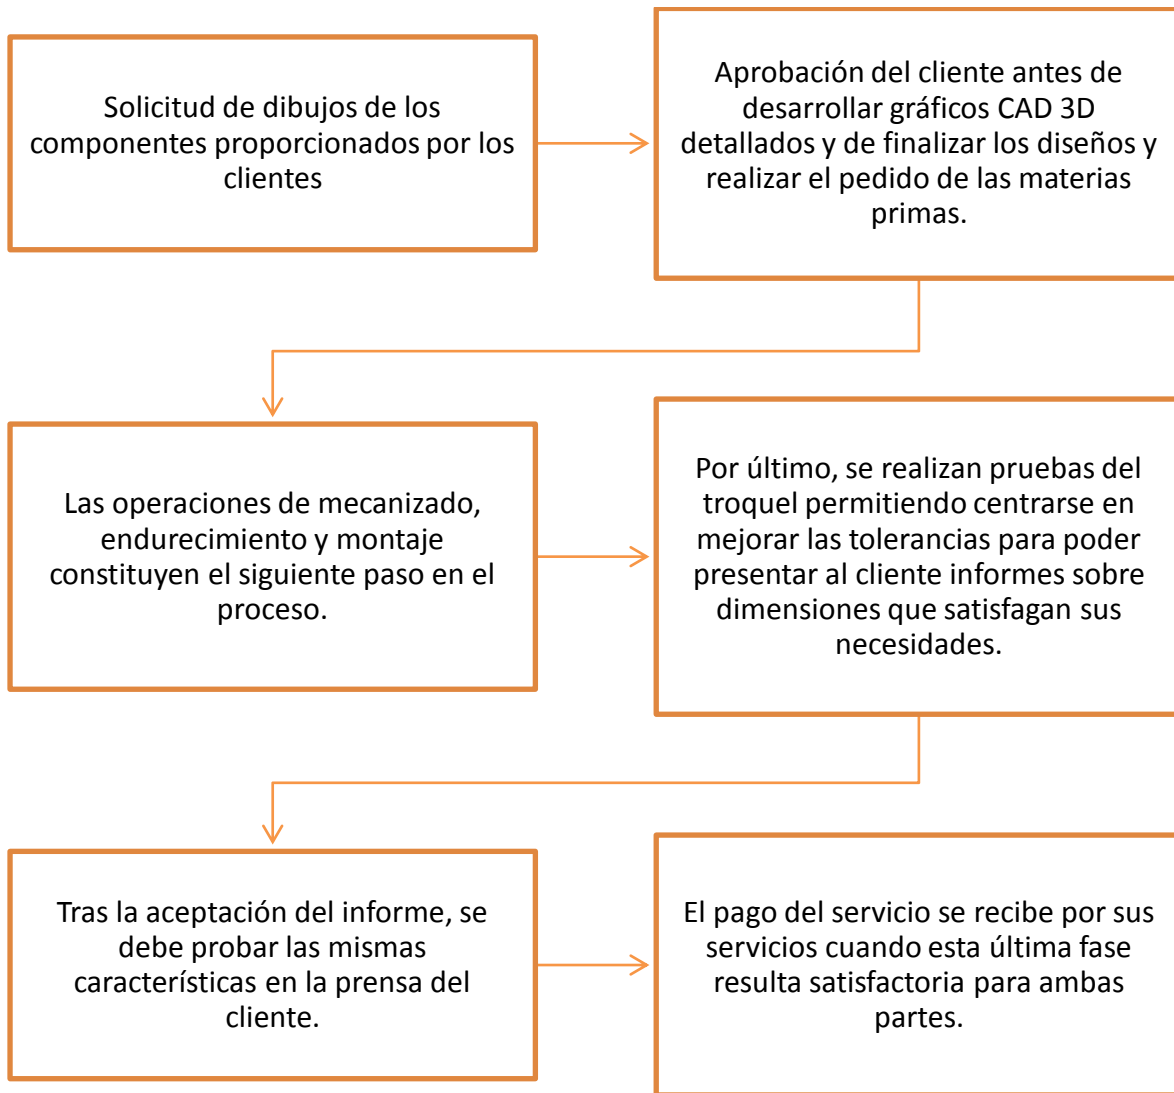 Solicitud de dibujos de los
componentes proporcionados por los
clientes
Aprobación del cliente antes de
desarrollar gráficos CAD 3D
detallados y de finalizar los diseños y
realizar el pedido de las materias
primas.
Las operaciones de mecanizado,
endurecimiento y montaje
constituyen el siguiente paso en el
proceso.
Por último, se realizan pruebas del
troquel permitiendo centrarse en
mejorar las tolerancias para poder
presentar al cliente informes sobre
dimensiones que satisfagan sus
necesidades.
Tras la aceptación del informe, se
debe probar las mismas
características en la prensa del
cliente.
El pago del servicio se recibe por sus
servicios cuando esta última fase
resulta satisfactoria para ambas
partes.